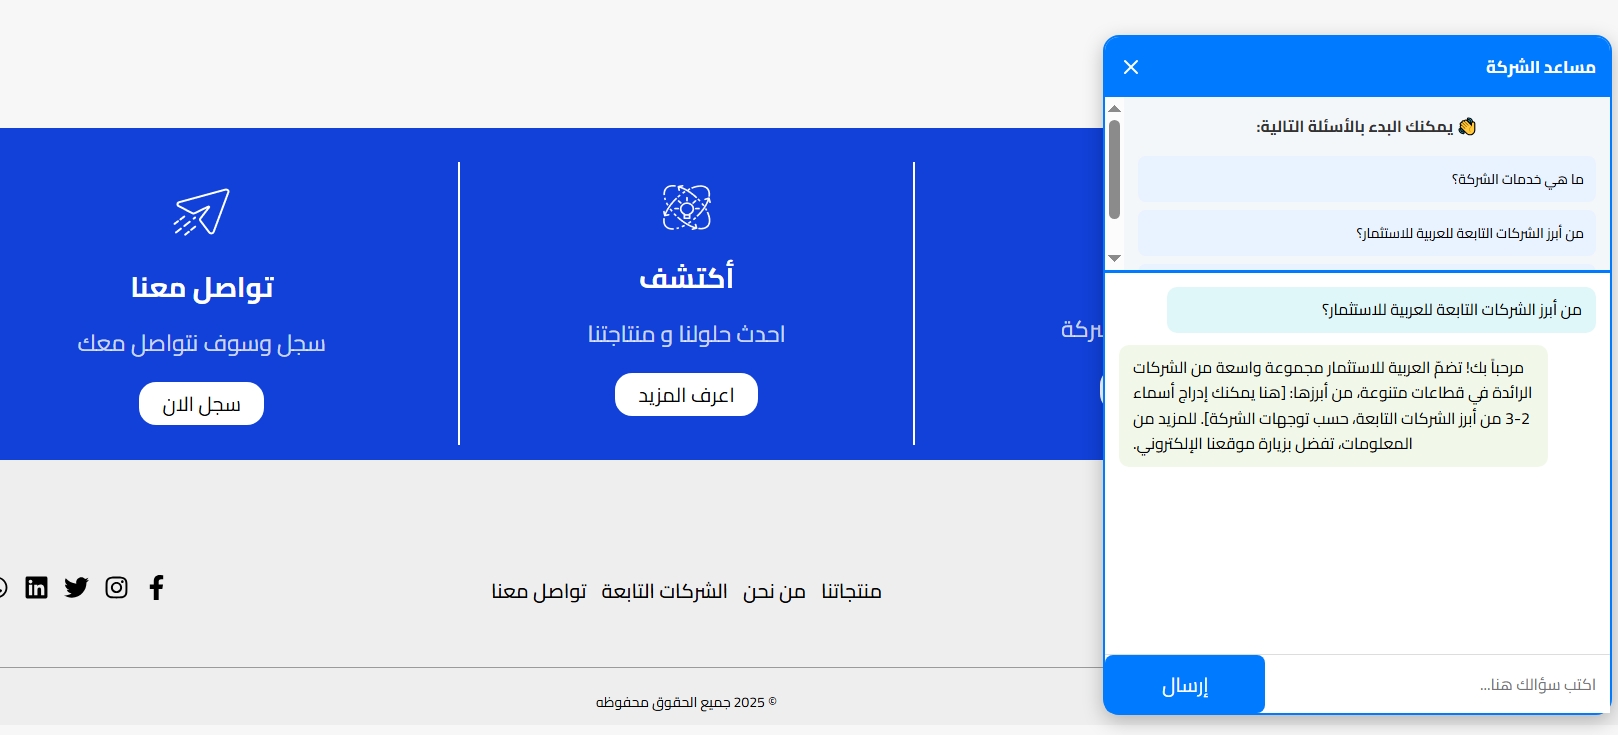 مساعد الشركة
👋 يمكنك البدء بالأسئلة التالية:
ما هي خدمات الشركة؟
من أبرز الشركات التابعة للعربية للاستثمار؟
من أبرز الشركات التابعة للعربية للاستثمار؟
مرحباً بك! تضمّ العربية للاستثمار مجموعة واسعة من الشركات
الرائدة في قطاعات متنوعة، من أبرزها: [هنا يمكنك إدراج أسماء
2-3 من أبرز الشركات التابعة، حسب توجهات الشركة]. للمزيد من
المعلومات، تفضل بزيارة موقعنا الإلكتروني.
اكتب سؤالك هنا...
إرسال
أكتشف
احدث حلولنا و منتاجتنا
اعرف المزيد
تواصل معنا
سجل وسوف نتواصل معك
سجل الان
منتجاتنا من نحن الشركات التابعة تواصل معنا
© 2025 جميع الحقوق محفوظه